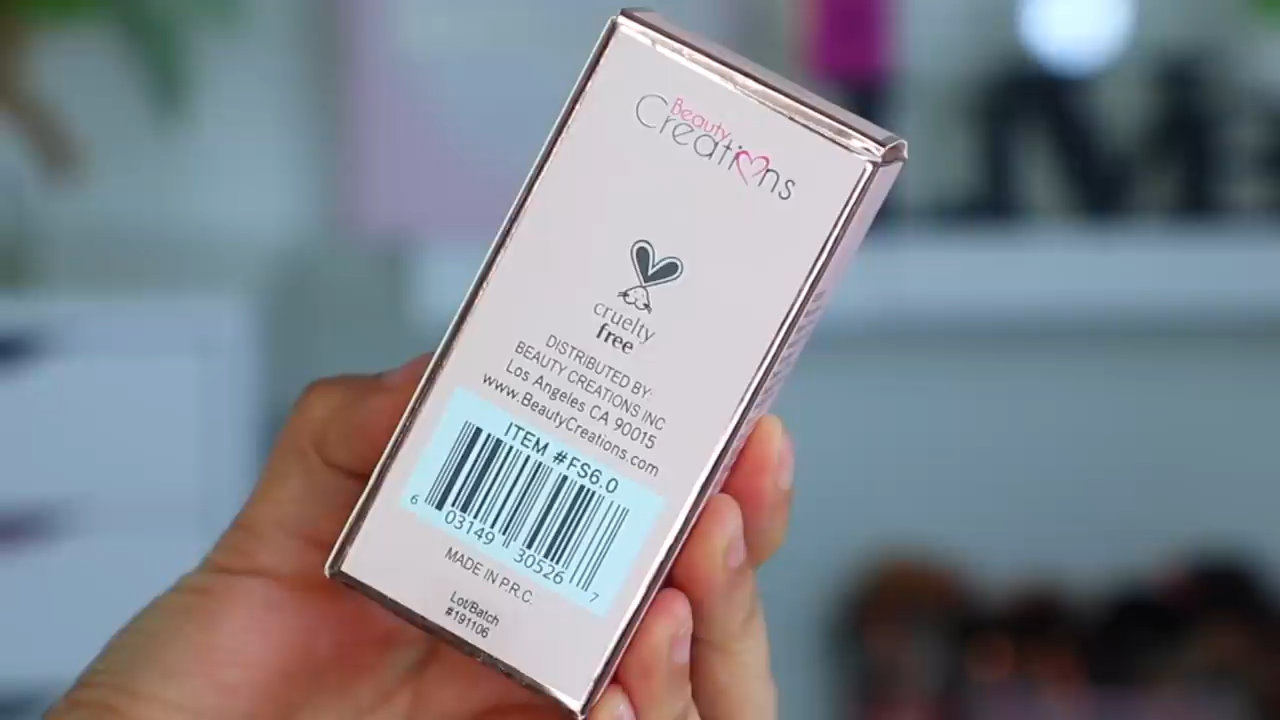 Beauty
Creations
cruelty
free
DISTRIBUTED BY:
BEAUTY CREATIONS INC
Los Angeles CA 90015
www.BeautyCreations.com
ITEM #FS6.0
6 03149 30526 7
MADE IN P.R.C.
Lot/Batch
#191106
M